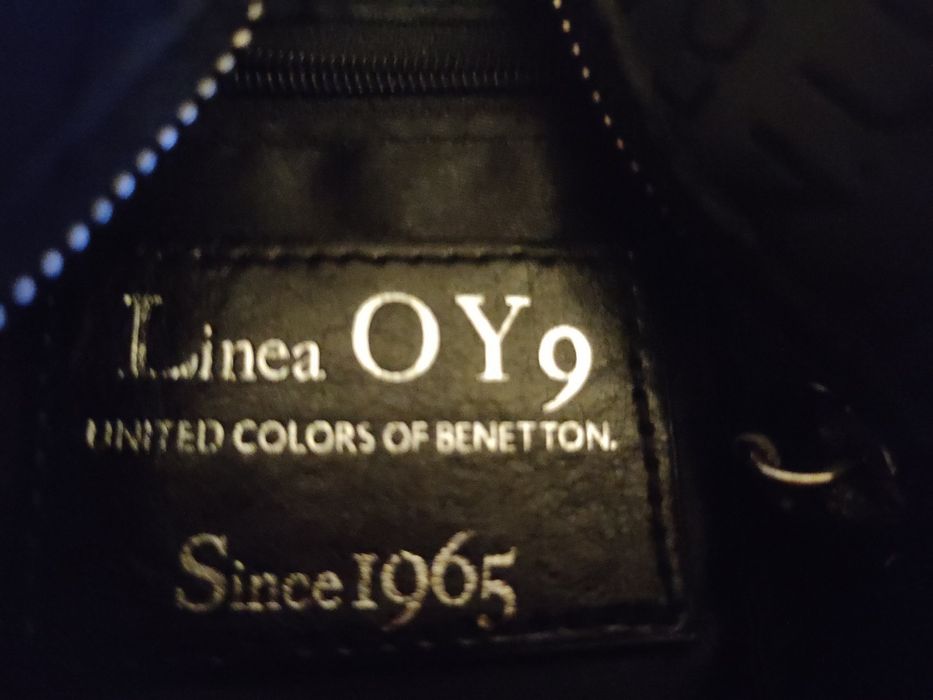 Linea OY9
UNITED COLORS OF BENETTON.
Since 1965